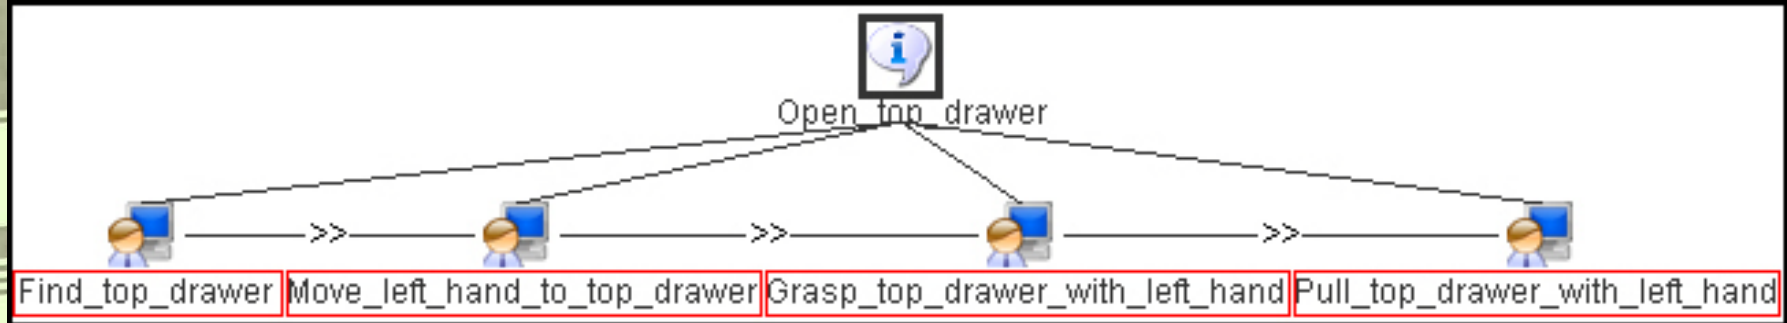 Open_top_drawer
>> >> >>
Find_top_drawer Move_left_hand_to_top_drawer Grasp_top_drawer_with_left_hand Pull_top_drawer_with_left_hand